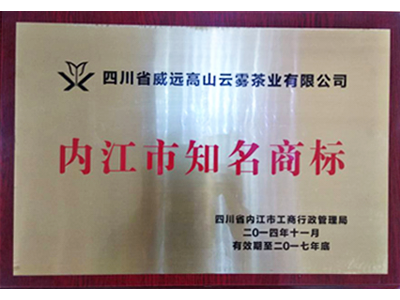 四川省威远高山云雾茶业有限公司
内江市知名商标
四川省内江市工商行政管理局
二〇一四年十一月
有效期至二〇一七年底